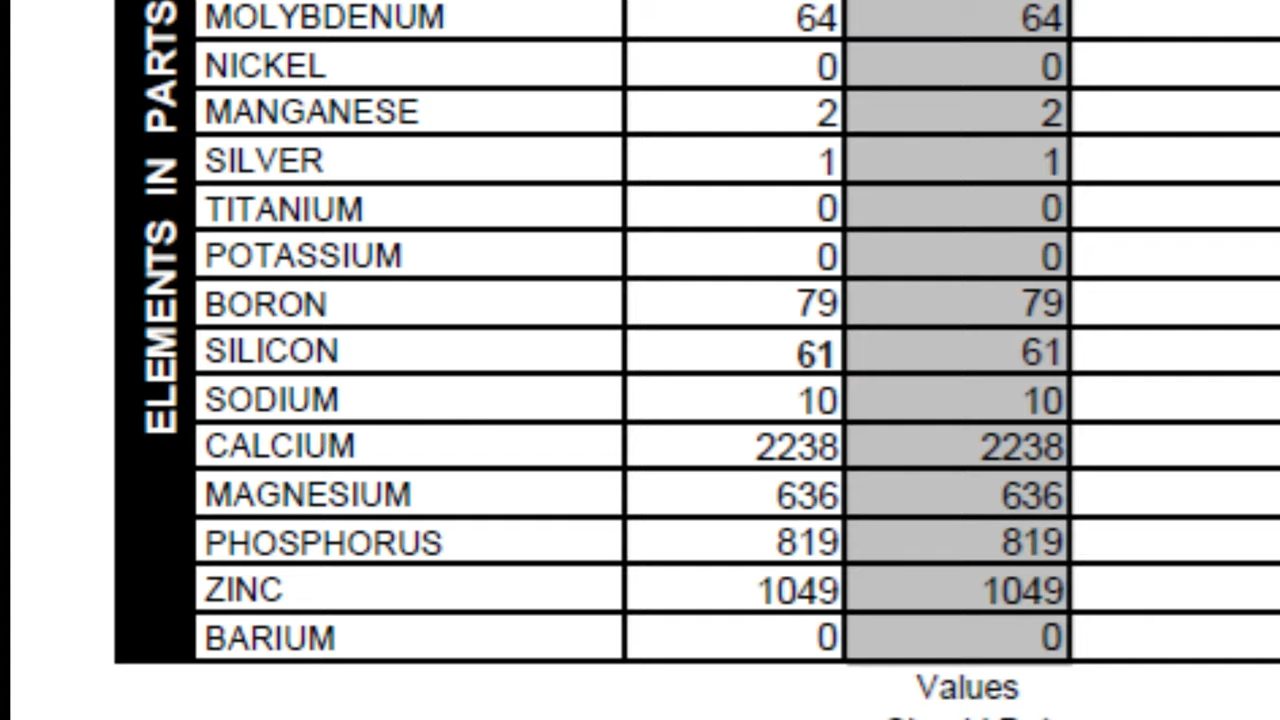 ELEMENTS IN PARTS
MOLYBDENUM 64 64
NICKEL 0 0
MANGANESE 2 2
SILVER 1 1
TITANIUM 0 0
POTASSIUM 0 0
BORON 79 79
SILICON 61 61
SODIUM 10 10
CALCIUM 2238 2238
MAGNESIUM 636 636
PHOSPHORUS 819 819
ZINC 1049 1049
BARIUM 0 0
Values